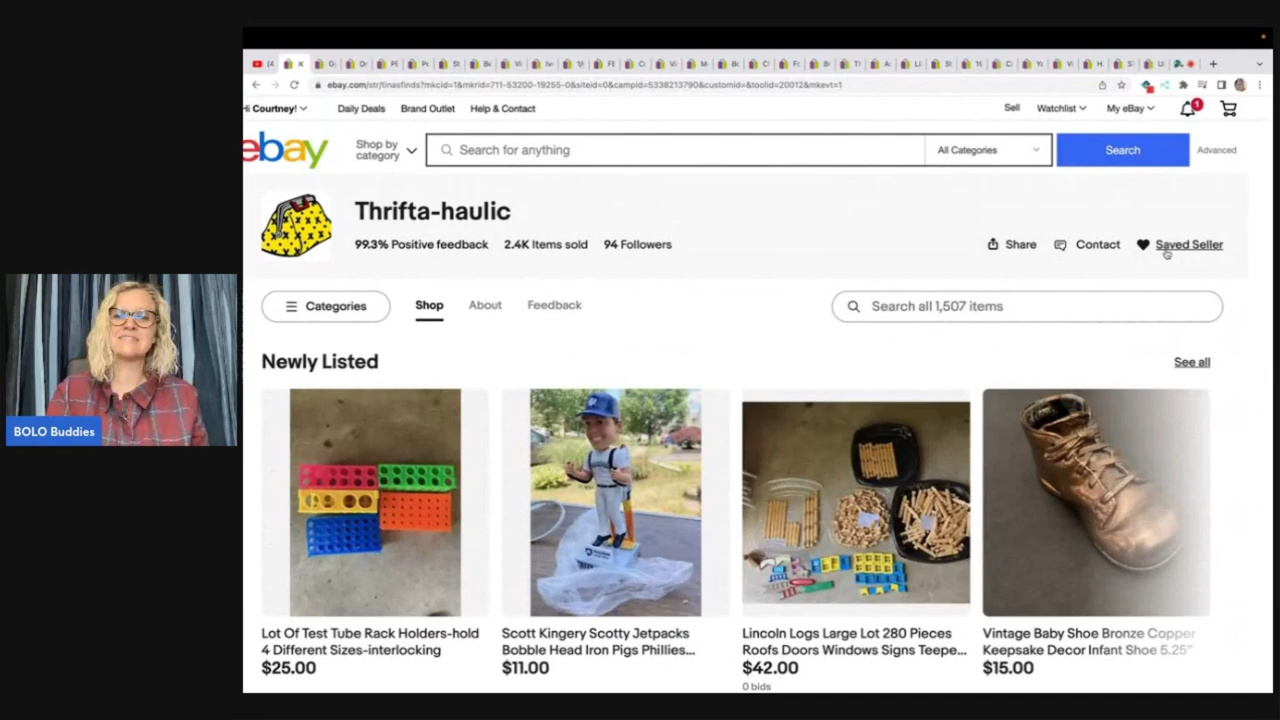 ebay.com/str/tinasfinds?mkcid=1&mkrid=711-53200-19255-0&siteid=0&campid=5338213790&customid=&toolid=20012&mkevt=1
Hi Courtney!
Daily Deals
Brand Outlet
Help & Contact
Sell
Watchlist
My eBay
1
ebay
Shop by
category
Search for anything
All Categories
Search
Advanced
Thrifta-haulic
99.3% Positive feedback
2.4K Items sold
94 Followers
Share
Contact
Saved Seller
Categories
Shop
About
Feedback
Search all 1,507 items
Newly Listed
See all
BOLO Buddies
Lot Of Test Tube Rack Holders-hold
4 Different Sizes-interlocking
$25.00
Scott Kingery Scotty Jetpacks
Bobble Head Iron Pigs Phillies...
$11.00
Lincoln Logs Large Lot 280 Pieces
Roofs Doors Windows Signs Teepe...
$42.00
0 bids
Vintage Baby Shoe Bronze Copper
Keepsake Decor Infant Shoe 5.25"
$15.00